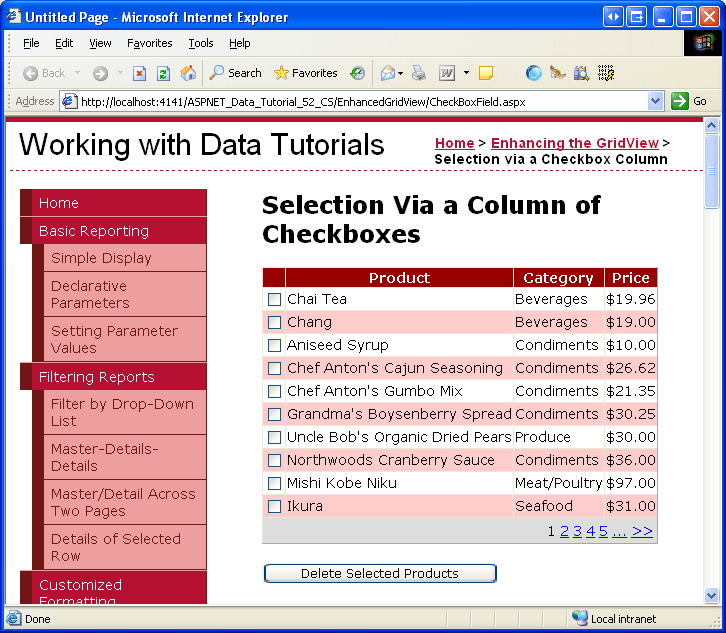 Untitled Page - Microsoft Internet Explorer
File Edit View Favorites Tools Help
Back Search Favorites
Address http://localhost:4141/ASPNET_Data_Tutorial_52_CS/EnhancedGridView/CheckBoxField.aspx Go
Working with Data Tutorials
Home > Enhancing the GridView >
Selection via a Checkbox Column
Home
Basic Reporting
Simple Display
Declarative
Parameters
Setting Parameter
Values
Filtering Reports
Filter by Drop-Down
List
Master-Details-
Details
Master/Detail Across
Two Pages
Details of Selected
Row
Customized
Formatting
Selection Via a Column of
Checkboxes
Product Category Price
Chai Tea Beverages $19.96
Chang Beverages $19.00
Aniseed Syrup Condiments $10.00
Chef Anton's Cajun Seasoning Condiments $26.62
Chef Anton's Gumbo Mix Condiments $21.35
Grandma's Boysenberry Spread Condiments $30.25
Uncle Bob's Organic Dried Pears Produce $30.00
Northwoods Cranberry Sauce Condiments $36.00
Mishi Kobe Niku Meat/Poultry $97.00
Ikura Seafood $31.00
1 2 3 4 5 ... >>
Delete Selected Products
Done Local intranet